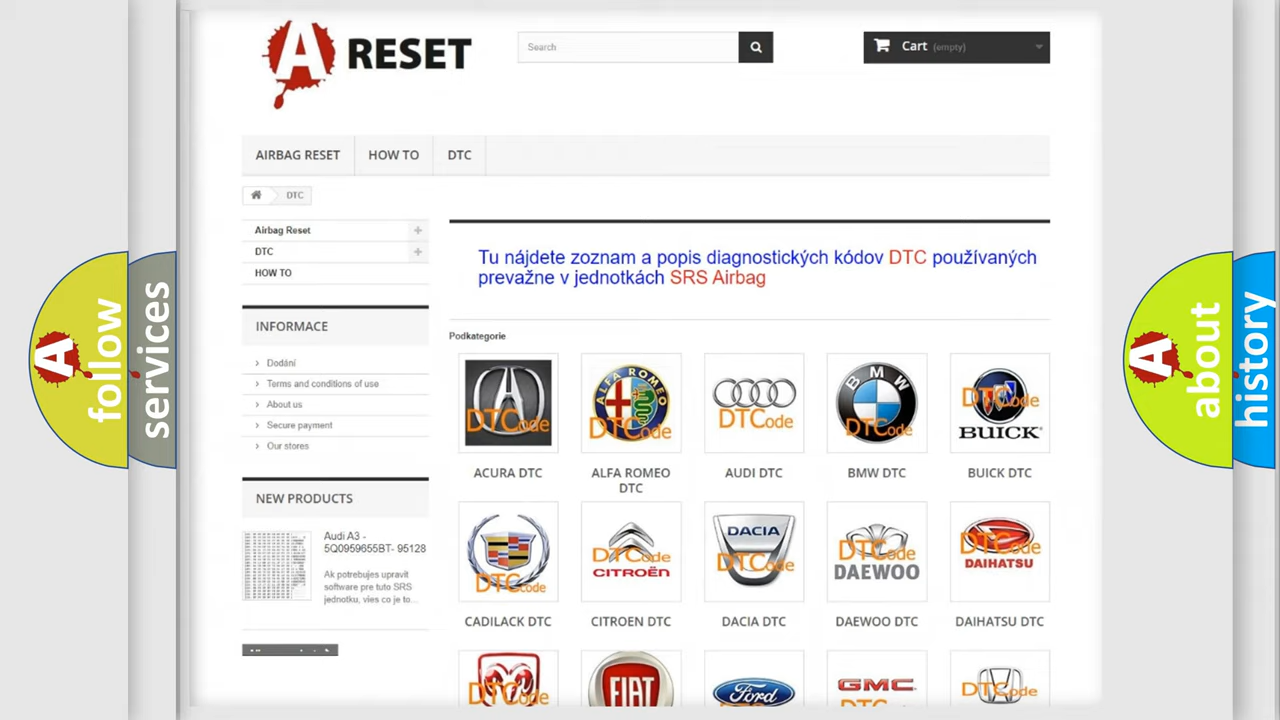 A RESET
Search
Cart (empty)
AIRBAG RESET
HOW TO
DTC
DTC
Airbag Reset
DTC
HOW TO
Tu nájdete zoznam a popis diagnostických kódov DTC používaných
prevažne v jednotkách SRS Airbag
INFORMACE
Dodání
Terms and conditions of use
About us
Secure payment
Our stores
NEW PRODUCTS
Audi A3 -
5Q0959655BT- 95128
Ak potrebujes upravit
software pre tuto SRS
jednotku, vies co je to...
Podkategorie
DTCode
ALFA ROMEO
DTCode
DTCode
BMW
DTCode
DTCode
BUICK
ACURA DTC
ALFA ROMEO
DTC
AUDI DTC
BMW DTC
BUICK DTC
DTCode
DTCode
CITROËN
DACIA
DTCode
DTCode
DAEWOO
DTCode
DAIHATSU
CADILACK DTC
CITROEN DTC
DACIA DTC
DAEWOO DTC
DAIHATSU DTC
DTCode
FIAT
Ford
GMC
DTCode
A follow
services
A about
history